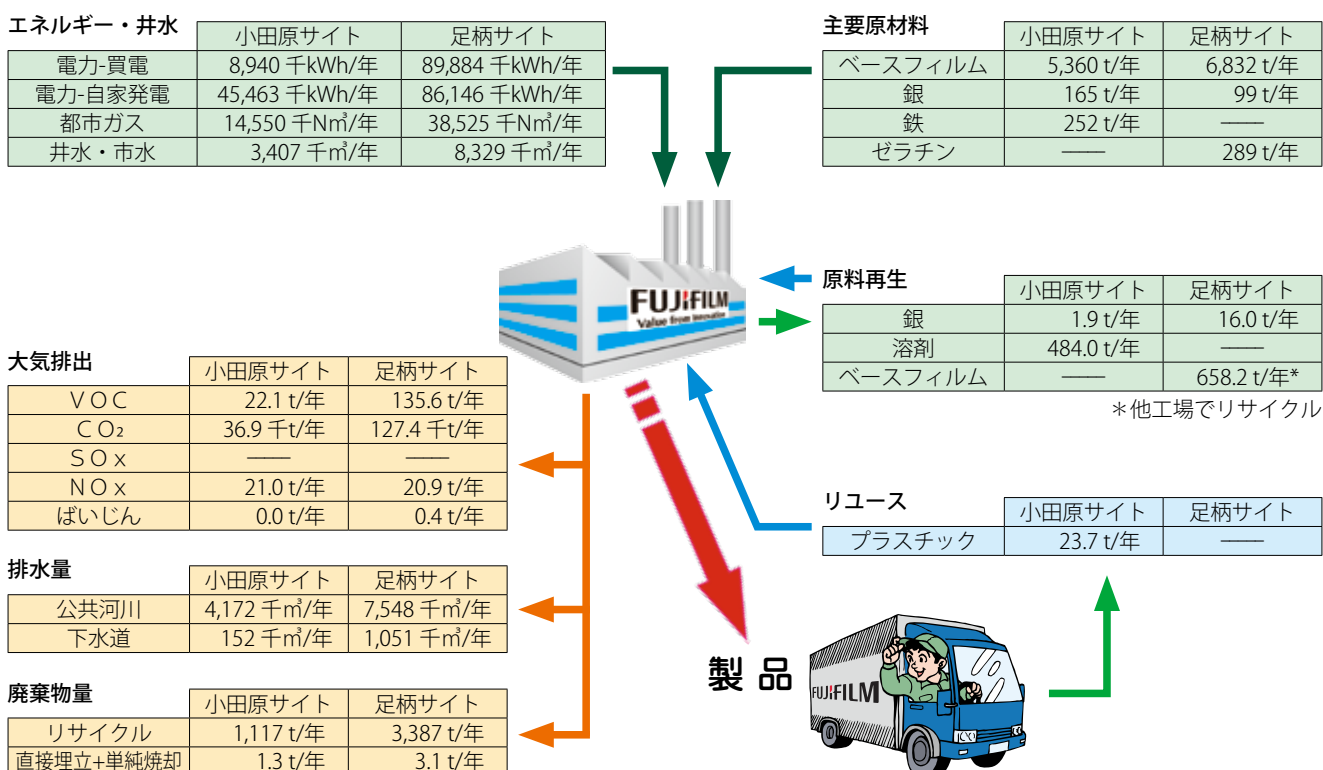 エネルギー・井水
小田原サイト 足柄サイト
電力-買電 8,940 千kWh/年 89,884 千kWh/年
電力-自家発電 45,463 千kWh/年 86,146 千kWh/年
都市ガス 14,550 千Nm³/年 38,525 千Nm³/年
井水・市水 3,407 千m³/年 8,329 千m³/年
主要原材料
小田原サイト 足柄サイト
ベースフィルム 5,360 t/年 6,832 t/年
銀 165 t/年 99 t/年
鉄 252 t/年 ――
ゼラチン ―― 289 t/年
FUJIFILM
Value from Innovation
原料再生
小田原サイト 足柄サイト
銀 1.9 t/年 16.0 t/年
溶剤 484.0 t/年 ――
ベースフィルム ―― 658.2 t/年*
＊他工場でリサイクル
大気排出
小田原サイト 足柄サイト
ＶＯＣ 22.1 t/年 135.6 t/年
ＣＯ₂ 36.9 千t/年 127.4 千t/年
ＳＯｘ ―― ――
ＮＯｘ 21.0 t/年 20.9 t/年
ばいじん 0.0 t/年 0.4 t/年
リユース
小田原サイト 足柄サイト
プラスチック 23.7 t/年 ――
排水量
小田原サイト 足柄サイト
公共河川 4,172 千m³/年 7,548 千m³/年
下水道 152 千m³/年 1,051 千m³/年
製品
FUJIFILM
廃棄物量
小田原サイト 足柄サイト
リサイクル 1,117 t/年 3,387 t/年
直接埋立+単純焼却 1.3 t/年 3.1 t/年